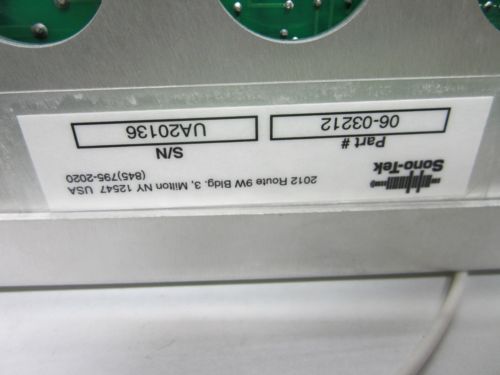 Sono-Tek
2012 Route 9W Bldg. 3, Milton NY 12547 USA
(845)795-2020
Part #
S/N
06-03212
UA20136